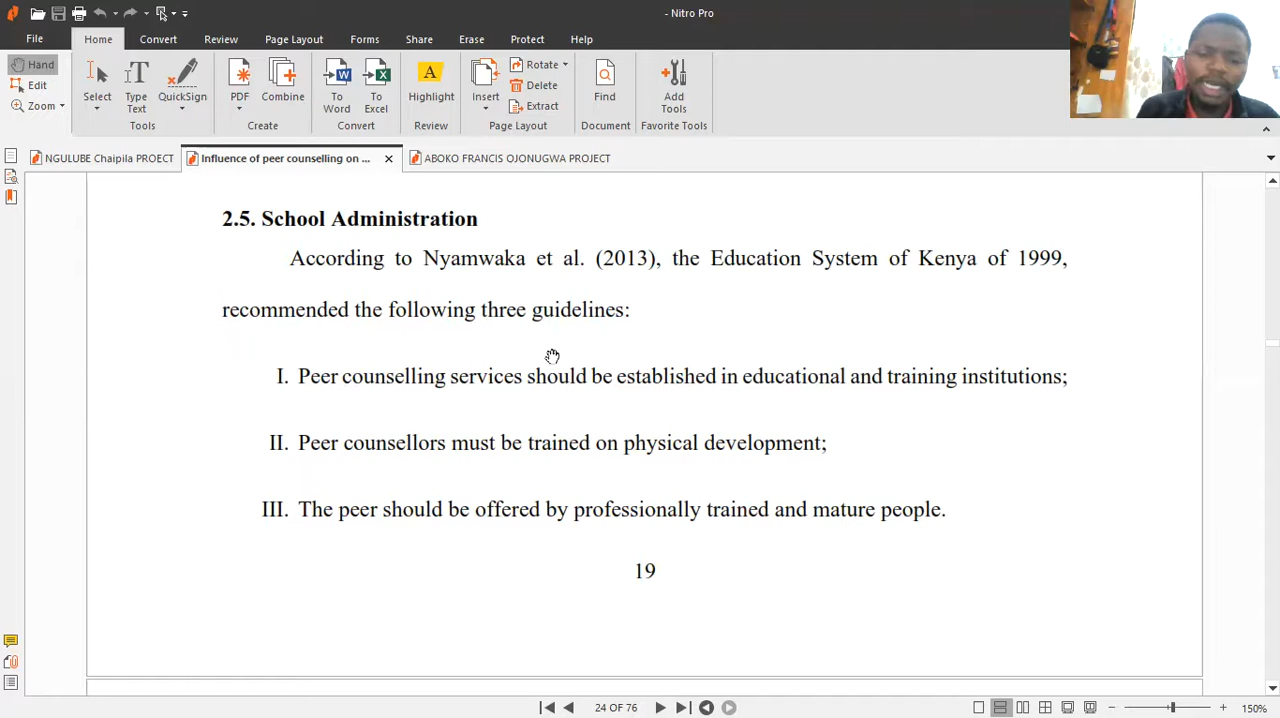 - Nitro Pro
File Home Convert Review Page Layout Forms Share Erase Protect Help
Hand
Edit
Zoom
Select
Type Text
QuickSign
PDF
Combine
To Word
To Excel
Highlight
Insert
Rotate
Delete
Extract
Find
Add Tools
Tools Create Convert Review Page Layout Document Favorite Tools
NGULUBE Chaipila PROECT Influence of peer counselling on ... ABOKO FRANCIS OJONUGWA PROJECT
2.5. School Administration
According to Nyamwaka et al. (2013), the Education System of Kenya of 1999,
recommended the following three guidelines:
I. Peer counselling services should be established in educational and training institutions;
II. Peer counsellors must be trained on physical development;
III. The peer should be offered by professionally trained and mature people.
19
24 OF 76
150%